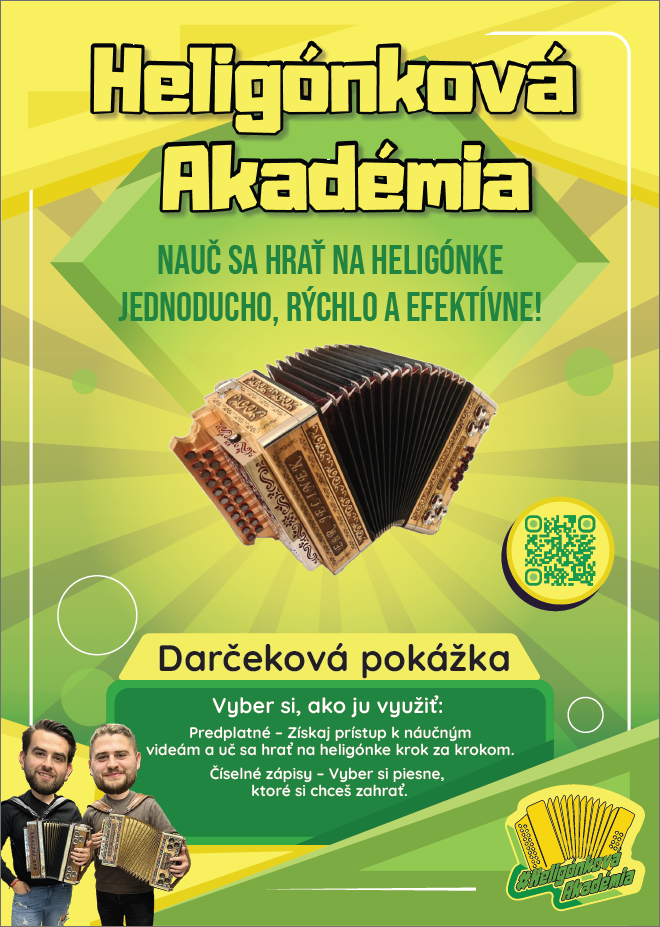 Heligónková
Akadémia
NAUČ SA HRAŤ NA HELIGÓNKE
JEDNODUCHO, RÝCHLO A EFEKTÍVNE!
Darčeková pokážka
Vyber si, ako ju využiť:
Predplatné – Získaj prístup k náučným
videám a uč sa hrať na heligónke krok za krokom.
Číselné zápisy – Vyber si piesne,
ktoré si chceš zahrať.
#Heligónková
Akadémia